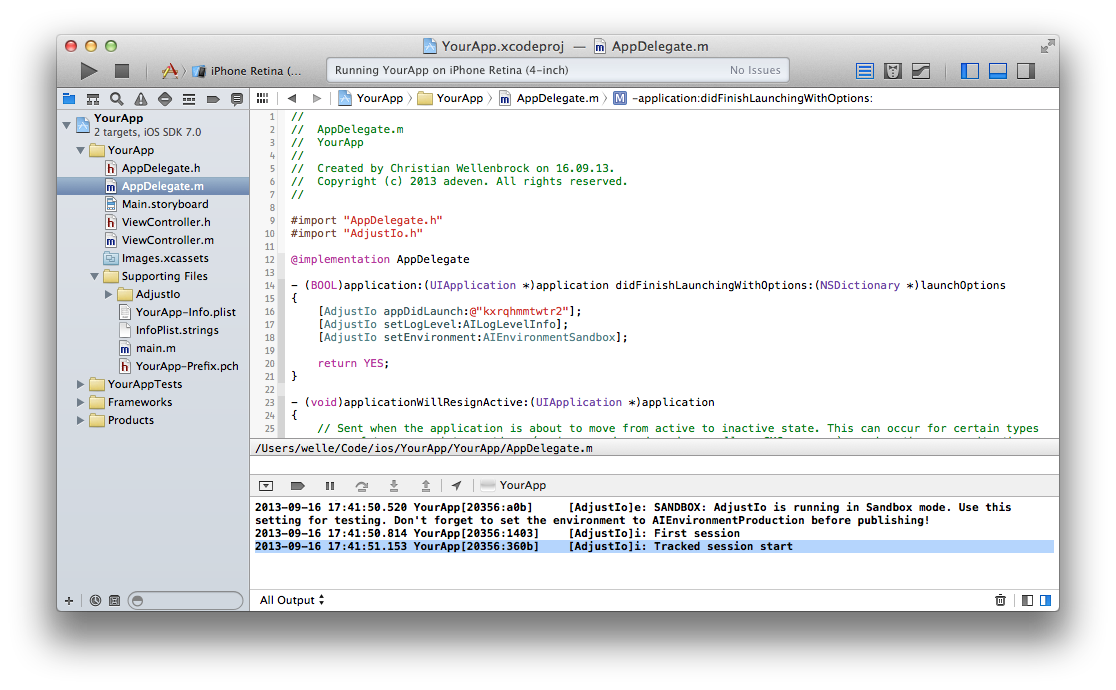 YourApp.xcodeproj — AppDelegate.m
iPhone Retina (...
Running YourApp on iPhone Retina (4-inch)
No Issues
YourApp
2 targets, iOS SDK 7.0
YourApp
AppDelegate.h
AppDelegate.m
Main.storyboard
ViewController.h
ViewController.m
Images.xcassets
Supporting Files
AdjustIo
YourApp-Info.plist
InfoPlist.strings
main.m
YourApp-Prefix.pch
YourAppTests
Frameworks
Products
YourApp YourApp AppDelegate.m M -application:didFinishLaunchingWithOptions:
1 //
2 //  AppDelegate.m
3 //  YourApp
4 //
5 //  Created by Christian Wellenbrock on 16.09.13.
6 //  Copyright (c) 2013 adeven. All rights reserved.
7 //
8
9 #import "AppDelegate.h"
10 #import "AdjustIo.h"
11
12 @implementation AppDelegate
13
14 - (BOOL)application:(UIApplication *)application didFinishLaunchingWithOptions:(NSDictionary *)launchOptions
15 {
16     [AdjustIo appDidLaunch:@"kxrqhmmtwtr2"];
17     [AdjustIo setLogLevel:AILogLevelInfo];
18     [AdjustIo setEnvironment:AIEnvironmentSandbox];
19
20     return YES;
21 }
22
23 - (void)applicationWillResignActive:(UIApplication *)application
24 {
25     // Sent when the application is about to move from active to inactive state. This can occur for certain types
/Users/welle/Code/ios/YourApp/YourApp/AppDelegate.m
YourApp
2013-09-16 17:41:50.520 YourApp[20356:a0b]     [AdjustIo]e: SANDBOX: AdjustIo is running in Sandbox mode. Use this
setting for testing. Don't forget to set the environment to AIEnvironmentProduction before publishing!
2013-09-16 17:41:50.814 YourApp[20356:1403]    [AdjustIo]i: First session
2013-09-16 17:41:51.153 YourApp[20356:360b]    [AdjustIo]i: Tracked session start
All Output